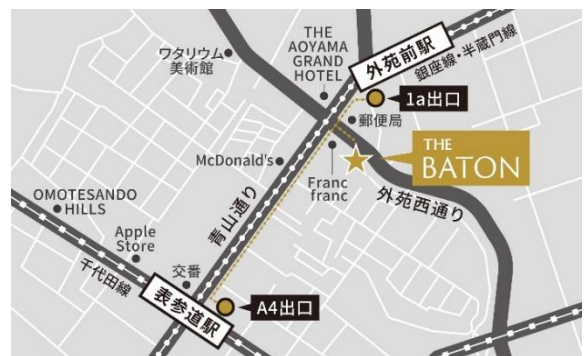 THE
AOYAMA
GRAND
HOTEL
ワタリウム
美術館
外苑前駅
銀座線・半蔵門線
1a出口
郵便局
McDonald's
Franc
franc
THE
BATON
外苑西通り
青山通り
OMOTESANDO
HILLS
Apple
Store
千代田線
交番
表参道駅
A4出口